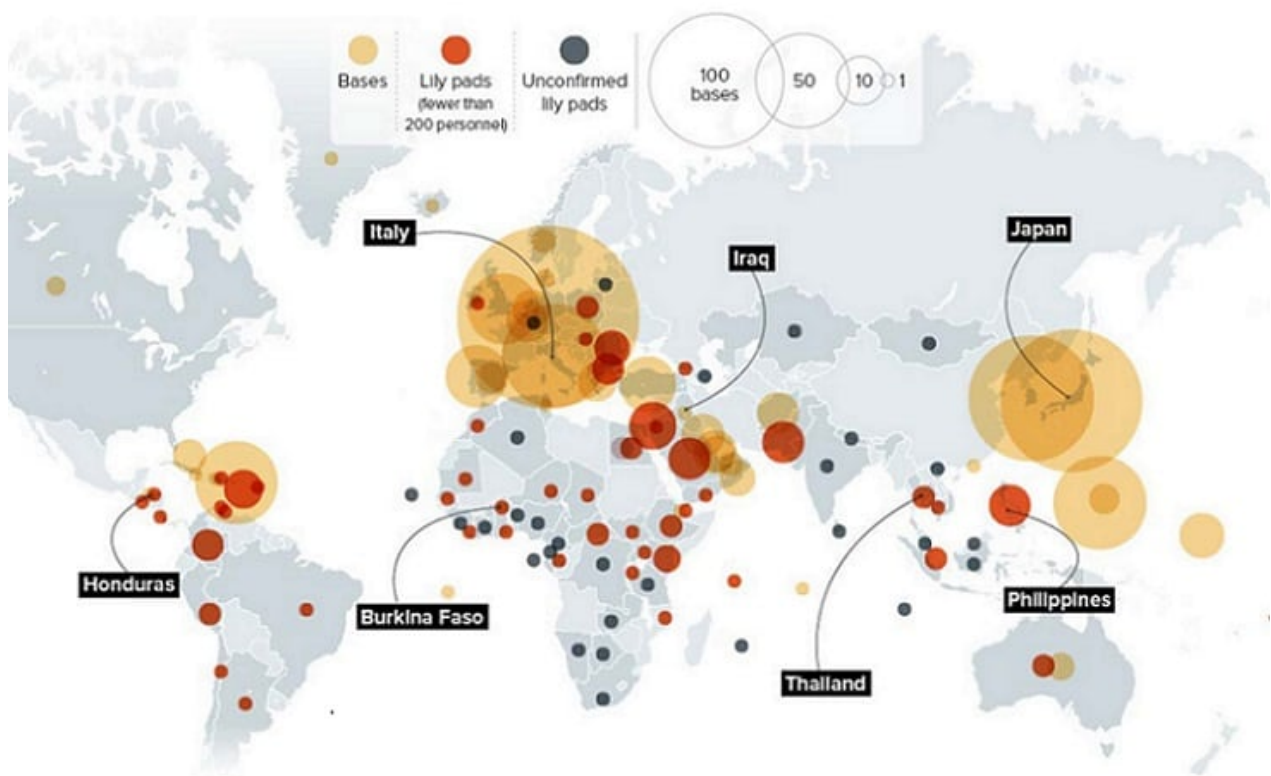 Bases
Lily pads
(fewer than
200 personnel)
Unconfirmed
lily pads
100
bases
50
10
1
Italy
Iraq
Japan
Honduras
Burkina Faso
Thailand
Philippines